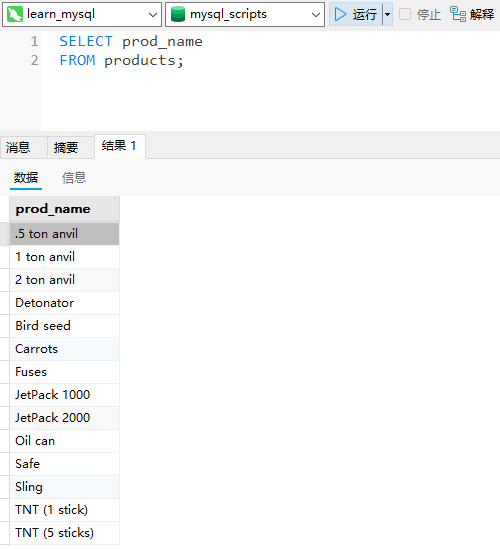 learn_mysql mysql_scripts 运行 停止 解释
1 SELECT prod_name
2 FROM products;
消息 摘要 结果 1
数据 信息
prod_name
.5 ton anvil
1 ton anvil
2 ton anvil
Detonator
Bird seed
Carrots
Fuses
JetPack 1000
JetPack 2000
Oil can
Safe
Sling
TNT (1 stick)
TNT (5 sticks)